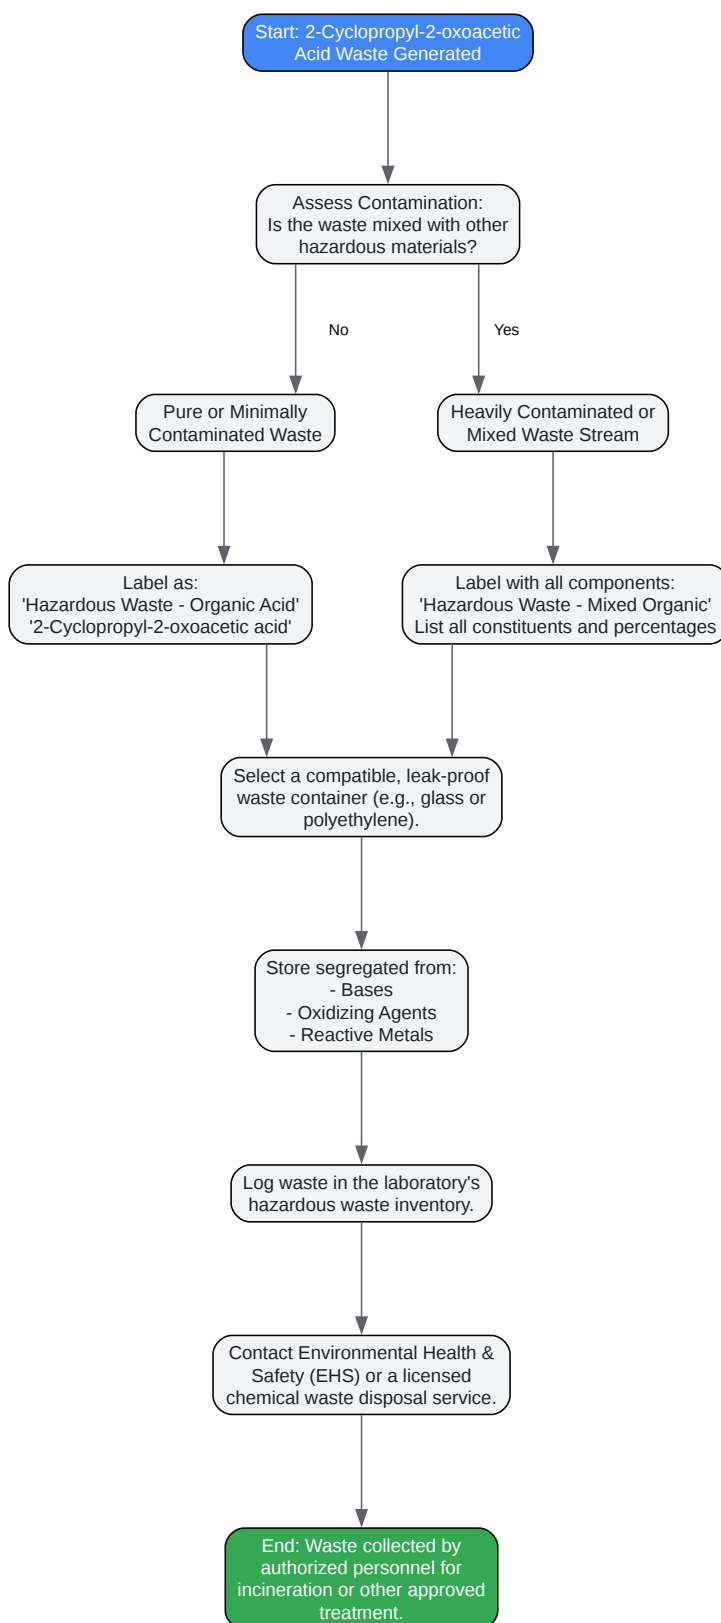 Start: 2-Cyclopropyl-2-oxoacetic
Acid Waste Generated
Assess Contamination:
Is the waste mixed with other
hazardous materials?
No
Yes
Pure or Minimally
Contaminated Waste
Heavily Contaminated or
Mixed Waste Stream
Label as:
'Hazardous Waste - Organic Acid'
'2-Cyclopropyl-2-oxoacetic acid'
Label with all components:
'Hazardous Waste - Mixed Organic'
List all constituents and percentages
Select a compatible, leak-proof
waste container (e.g., glass or
polyethylene).
Store segregated from:
- Bases
- Oxidizing Agents
- Reactive Metals
Log waste in the laboratory's
hazardous waste inventory.
Contact Environmental Health &
Safety (EHS) or a licensed
chemical waste disposal service.
End: Waste collected by
authorized personnel for
incineration or other approved
treatment.